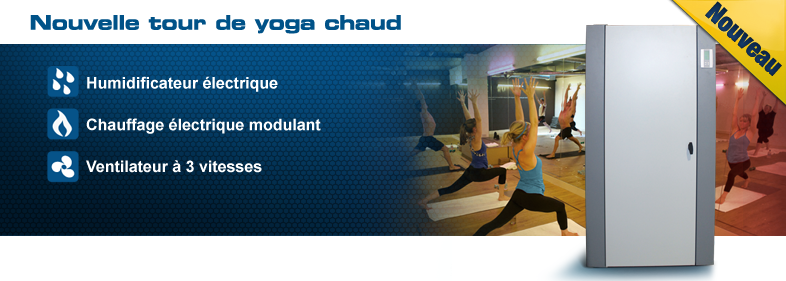 Nouvelle tour de yoga chaud
Nouveau
Humidificateur électrique
Chauffage électrique modulant
Ventilateur à 3 vitesses